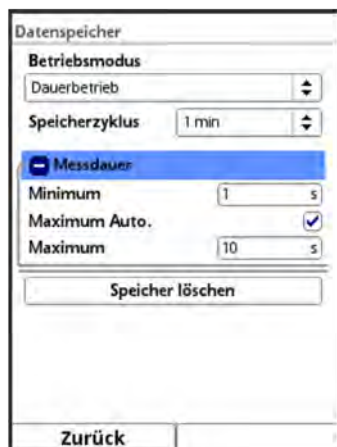 Datenspeicher
Betriebsmodus
Dauerbetrieb
Speicherzyklus 1 min
Messdauer
Minimum 1 s
Maximum Auto.
Maximum 10 s
Speicher löschen
Zurück